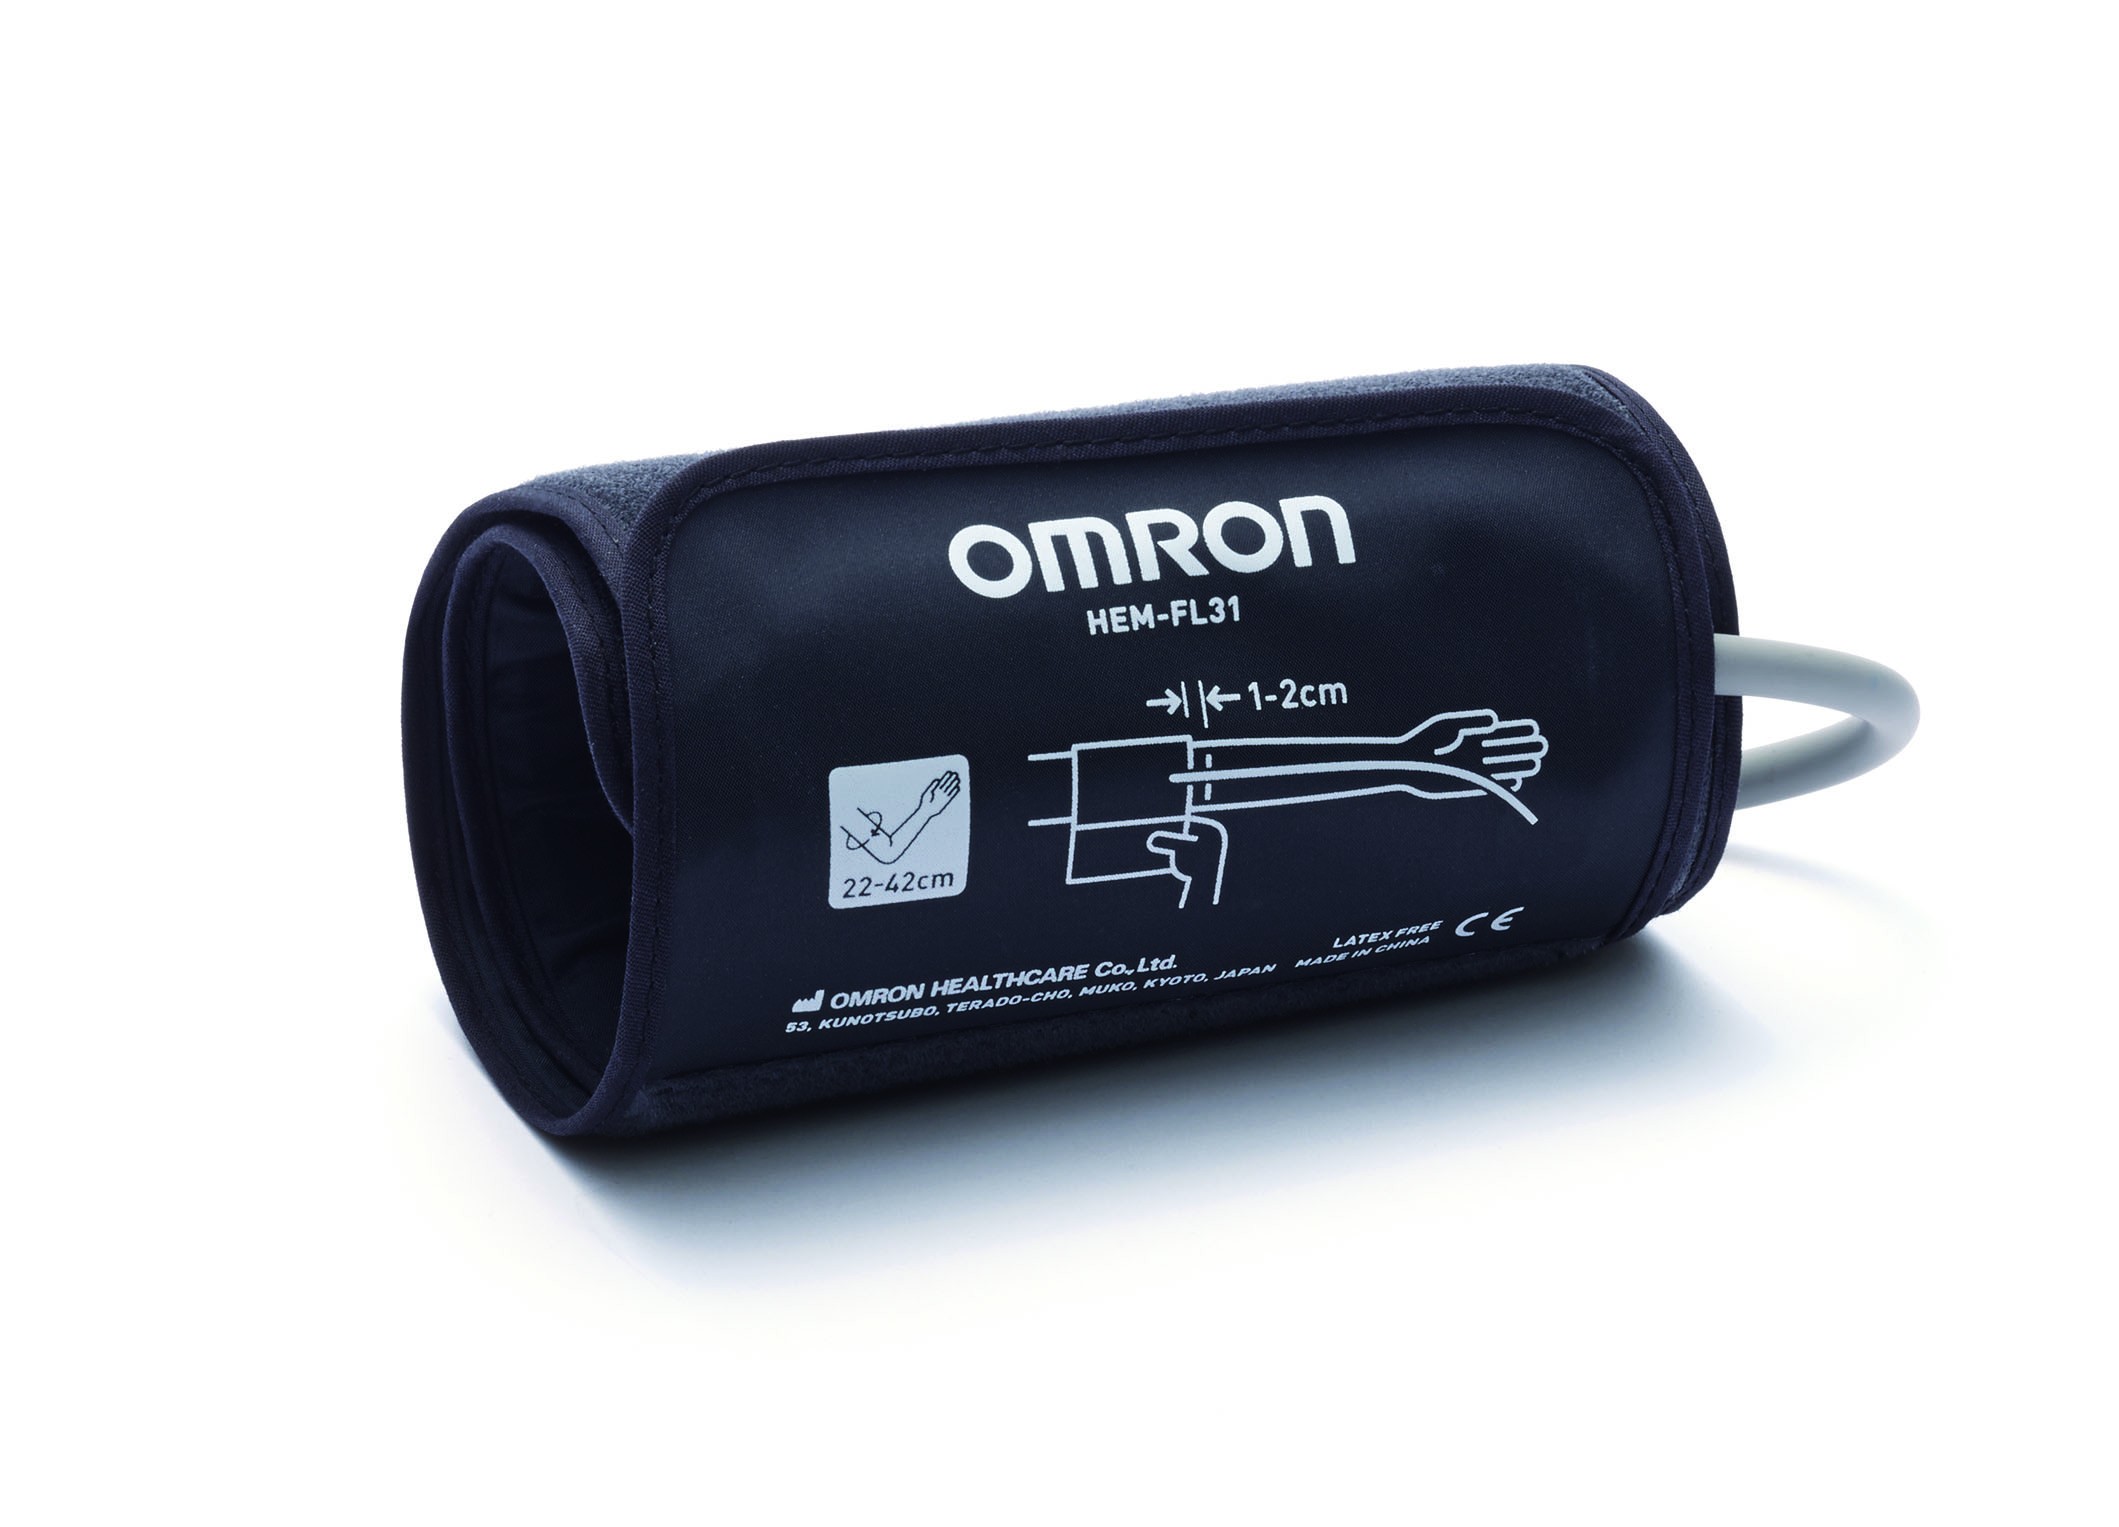 OMRON
HEM-FL31
1-2cm
22-42cm
LATEX FREE
MADE IN CHINA
CE
OMRON HEALTHCARE Co.,Ltd.
53, KUNOTSUBO, TERADO-CHO, MUKO, KYOTO, JAPAN